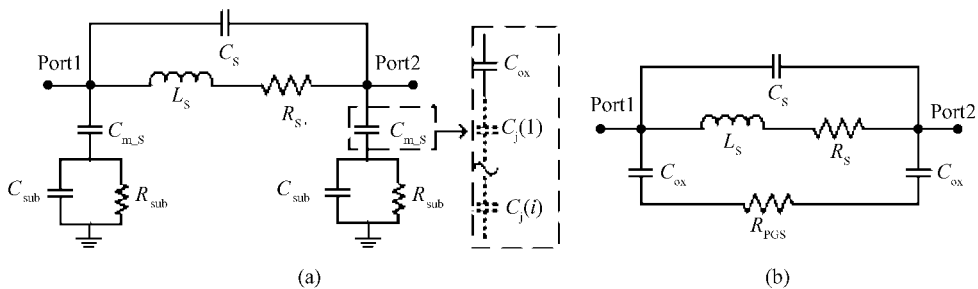 C_S
Port1
Port2
L_S
R_S,
C_m_S
C_m_S
C_sub
R_sub
C_sub
R_sub
C_ox
C_j(1)
C_j(i)
(a)
C_S
Port1
Port2
L_S
R_S
C_ox
C_ox
R_PGS
(b)